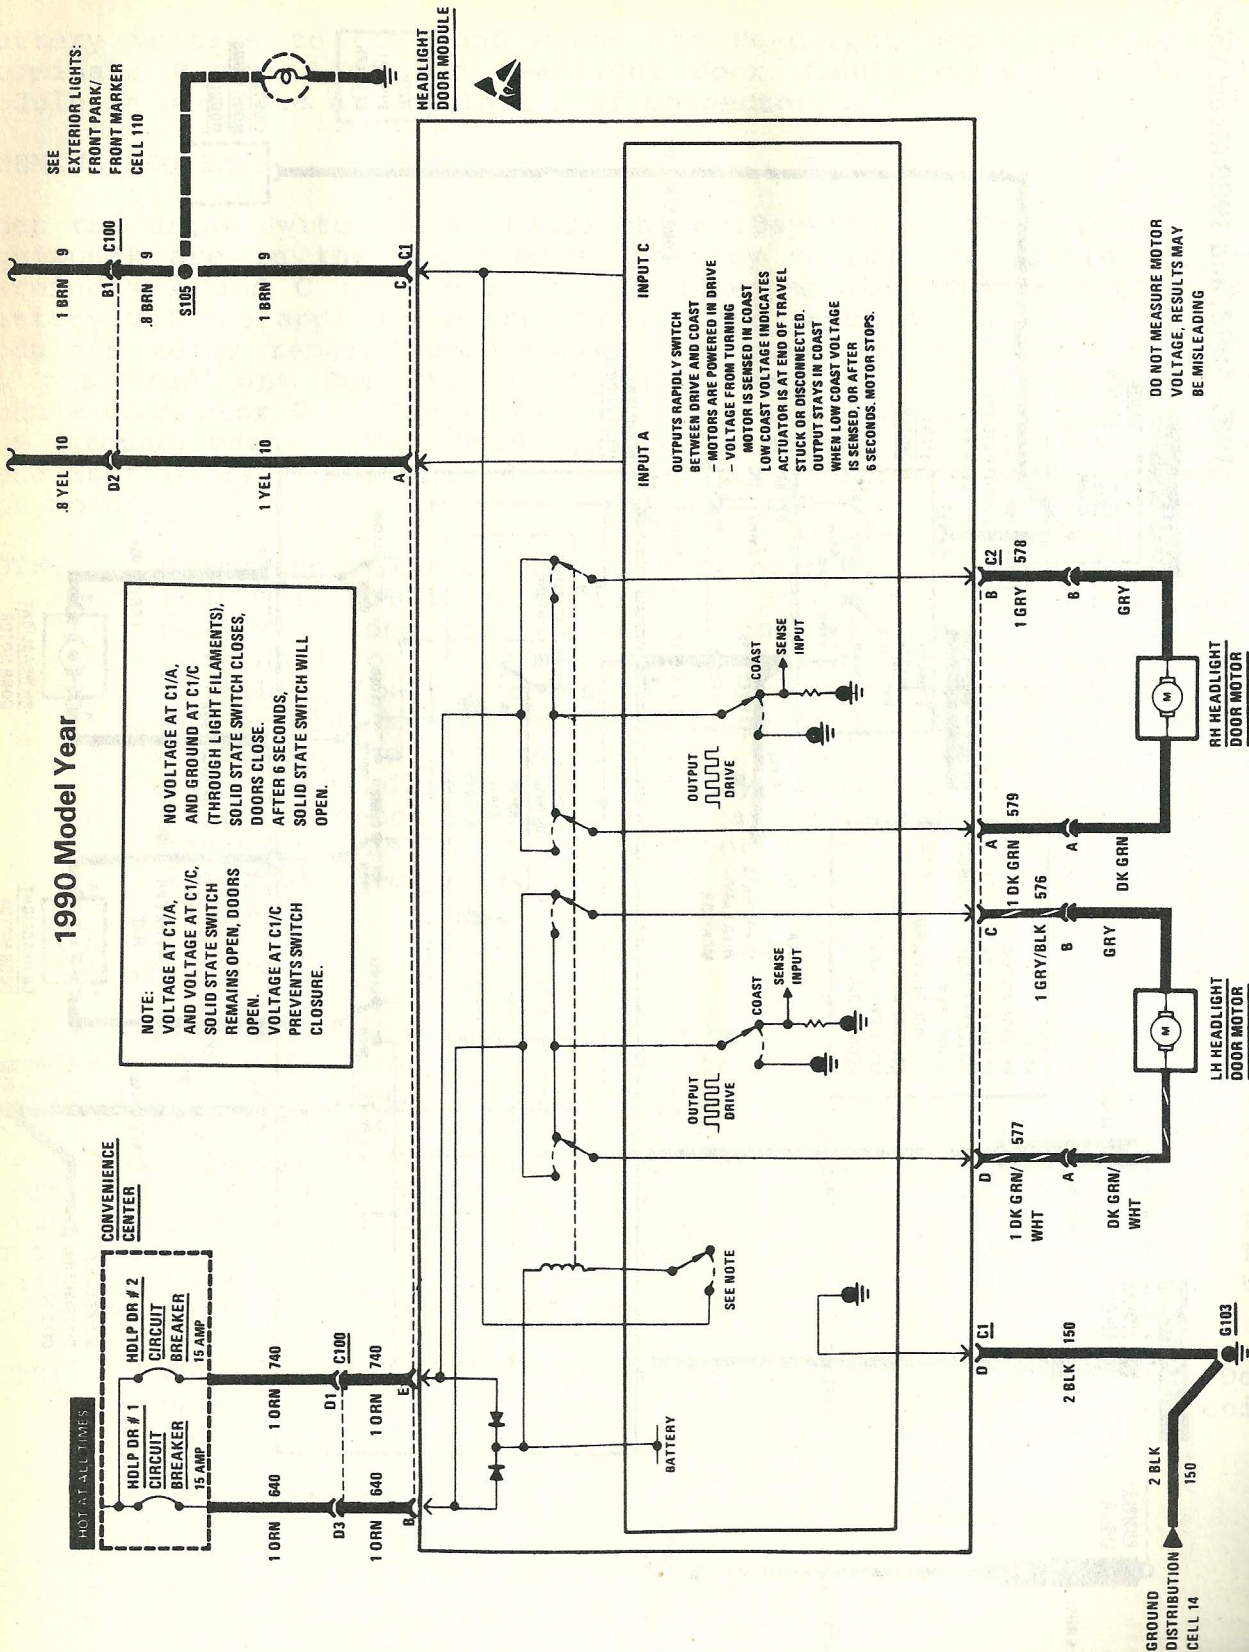 1990 Model Year
HOT AT ALL TIMES
CONVENIENCE
CENTER
HDLP DR # 1
CIRCUIT
BREAKER
15 AMP
HDLP DR # 2
CIRCUIT
BREAKER
15 AMP
1 ORN 640
1 ORN 740
D3
D1
C100
1 ORN 640
1 ORN 740
B
E
NOTE:
VOLTAGE AT C1/A,
AND VOLTAGE AT C1/C,
SOLID STATE SWITCH
REMAINS OPEN, DOORS
OPEN.
VOLTAGE AT C1/C
PREVENTS SWITCH
CLOSURE.
NO VOLTAGE AT C1/A,
AND GROUND AT C1/C
(THROUGH LIGHT FILAMENTS),
SOLID STATE SWITCH CLOSES,
DOORS CLOSE.
AFTER 6 SECONDS,
SOLID STATE SWITCH WILL
OPEN.
.8 YEL 10
D2
1 YEL 10
A
1 BRN 9
B1
C100
.8 BRN 9
S105
1 BRN 9
C
C1
SEE
EXTERIOR LIGHTS:
FRONT PARK/
FRONT MARKER
CELL 110
HEADLIGHT
DOOR MODULE
INPUT A
INPUT C
OUTPUTS RAPIDLY SWITCH
BETWEEN DRIVE AND COAST
– MOTORS ARE POWERED IN DRIVE
– VOLTAGE FROM TURNING
MOTOR IS SENSED IN COAST
LOW COAST VOLTAGE INDICATES
ACTUATOR IS AT END OF TRAVEL
STUCK OR DISCONNECTED.
OUTPUT STAYS IN COAST
WHEN LOW COAST VOLTAGE
IS SENSED, OR AFTER
6 SECONDS. MOTOR STOPS.
BATTERY
SEE NOTE
OUTPUT
DRIVE
COAST
SENSE
INPUT
OUTPUT
DRIVE
COAST
SENSE
INPUT
D
C1
D
C
A
B
C2
2 BLK 150
1 DK GRN/
WHT
577
1 GRY/BLK 576
1 DK GRN 579
1 GRY 578
A
B
A
B
DK GRN/
WHT
GRY
DK GRN
GRY
M
M
LH HEADLIGHT
DOOR MOTOR
RH HEADLIGHT
DOOR MOTOR
DO NOT MEASURE MOTOR
VOLTAGE, RESULTS MAY
BE MISLEADING
G103
2 BLK
150
GROUND
DISTRIBUTION
CELL 14